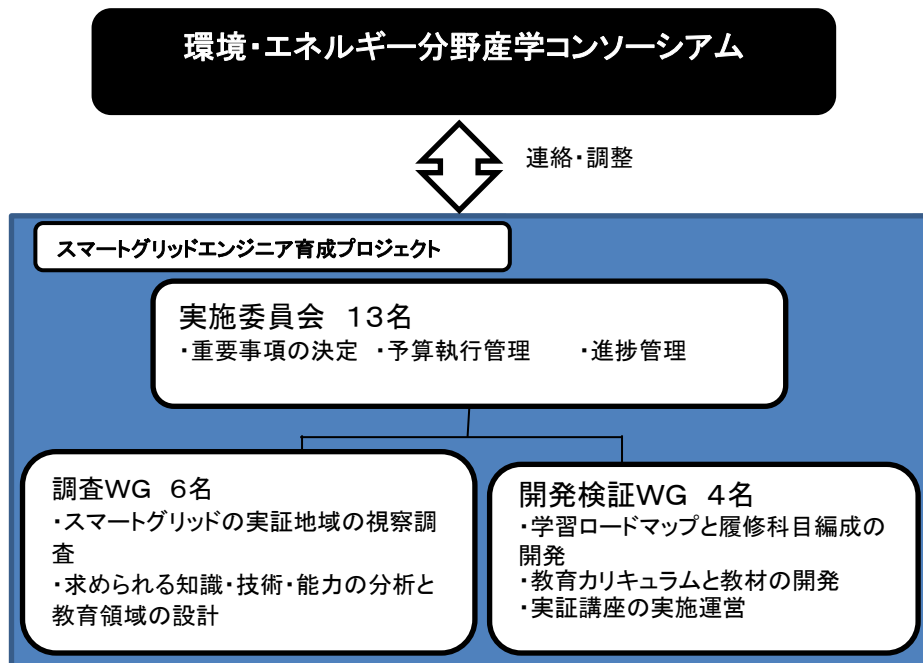 環境・エネルギー分野産学コンソーシアム
連絡・調整
スマートグリッドエンジニア育成プロジェクト
実施委員会　１３名
・重要事項の決定　・予算執行管理　　・進捗管理
調査WG　６名
・スマートグリッドの実証地域の視察調
査
・求められる知識・技術・能力の分析と
教育領域の設計
開発検証WG　４名
・学習ロードマップと履修科目編成の
開発
・教育カリキュラムと教材の開発
・実証講座の実施運営